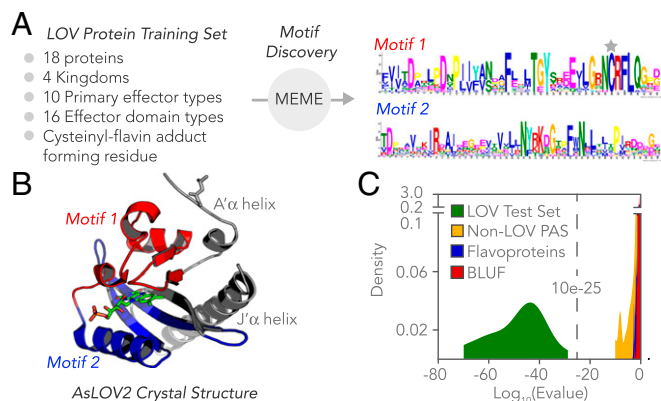 A
LOV Protein Training Set
18 proteins
4 Kingdoms
10 Primary effector types
16 Effector domain types
Cysteinyl-flavin adduct
forming residue
Motif
Discovery
MEME
Motif 1
Motif 2
B
Motif 1
A'α helix
J'α helix
Motif 2
AsLOV2 Crystal Structure
C
3.0
0.2
0.1
0.06
0.02
Density
LOV Test Set
Non-LOV PAS
Flavoproteins
BLUF
10e-25
-80 -60 -40 -20 0
Log10(Evalue)